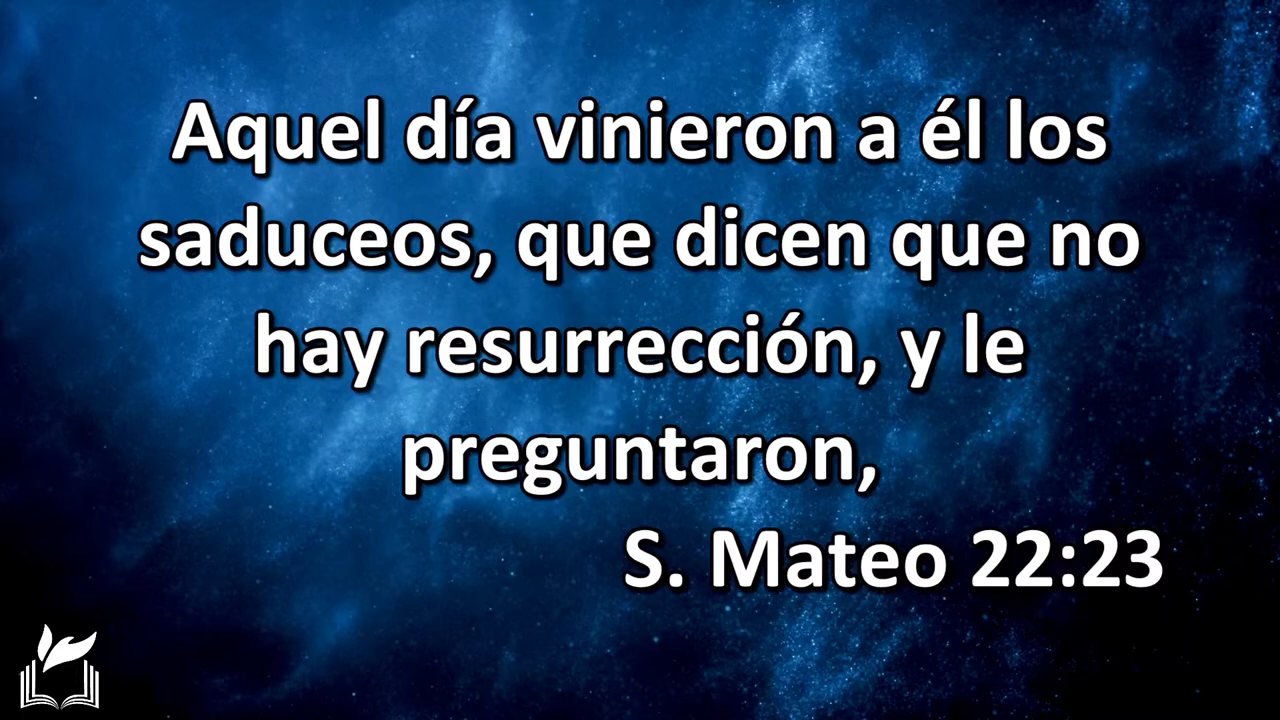 Aquel día vinieron a él los
saduceos, que dicen que no
hay resurrección, y le
preguntaron,
S. Mateo 22:23